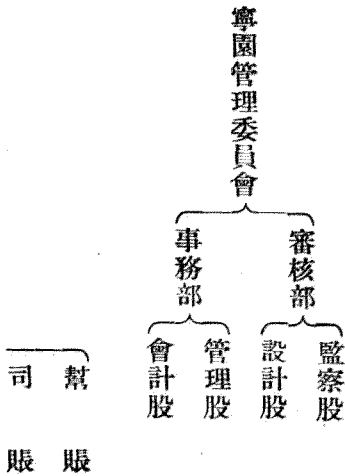 寧園管理委員會
審核部
事務部
監察股
設計股
管理股
會計股
幫賬
司賬